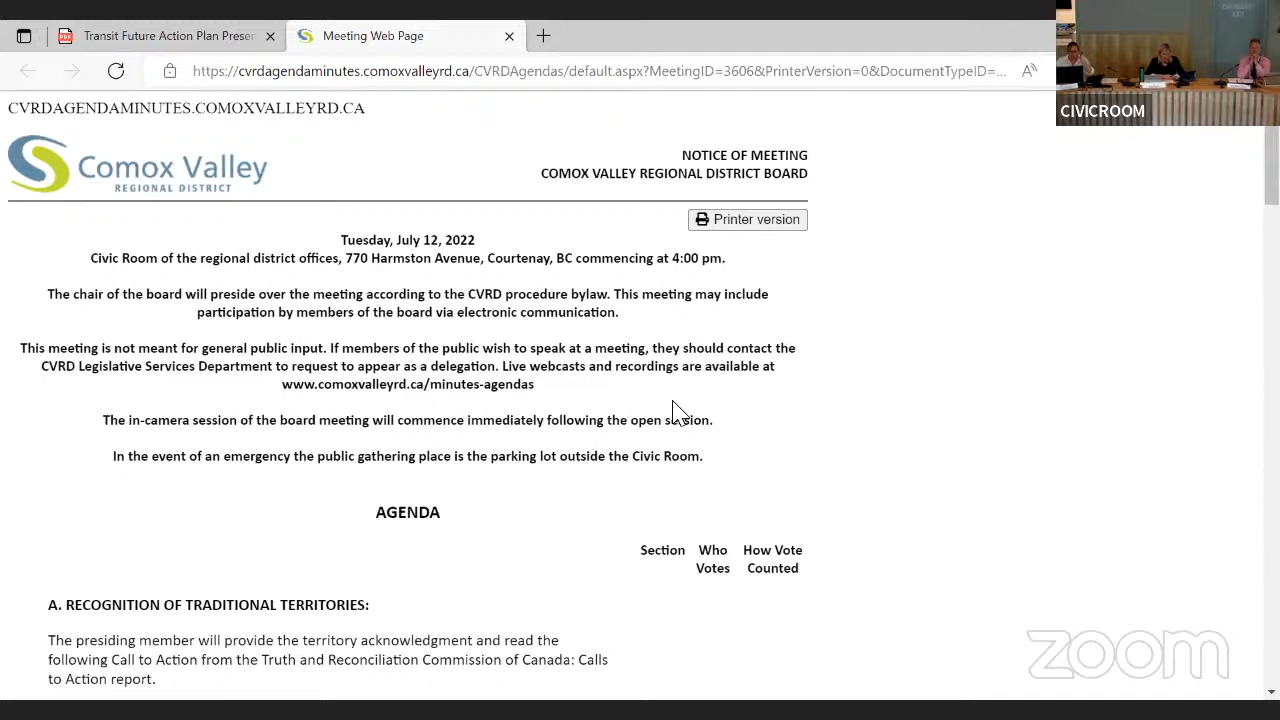 Transit Future Action Plan Presen
Meeting Web Page
https://cvrdagendaminutes.comoxvalleyrd.ca/CVRDAgendas/default.aspx?MeetingID=3606&PrinterVersion=0&DocumentTypeID=...
CIVICROOM
CVRDAGENDAMINUTES.COMOXVALLEYRD.CA
Comox Valley
REGIONAL DISTRICT
NOTICE OF MEETING
COMOX VALLEY REGIONAL DISTRICT BOARD
Printer version
Tuesday, July 12, 2022
Civic Room of the regional district offices, 770 Harmston Avenue, Courtenay, BC commencing at 4:00 pm.
The chair of the board will preside over the meeting according to the CVRD procedure bylaw. This meeting may include
participation by members of the board via electronic communication.
This meeting is not meant for general public input. If members of the public wish to speak at a meeting, they should contact the
CVRD Legislative Services Department to request to appear as a delegation. Live webcasts and recordings are available at
www.comoxvalleyrd.ca/minutes-agendas
The in-camera session of the board meeting will commence immediately following the open session.
In the event of an emergency the public gathering place is the parking lot outside the Civic Room.
AGENDA
Section Who How Vote
Votes Counted
A. RECOGNITION OF TRADITIONAL TERRITORIES:
The presiding member will provide the territory acknowledgment and read the
following Call to Action from the Truth and Reconciliation Commission of Canada: Calls
to Action report.
zoom